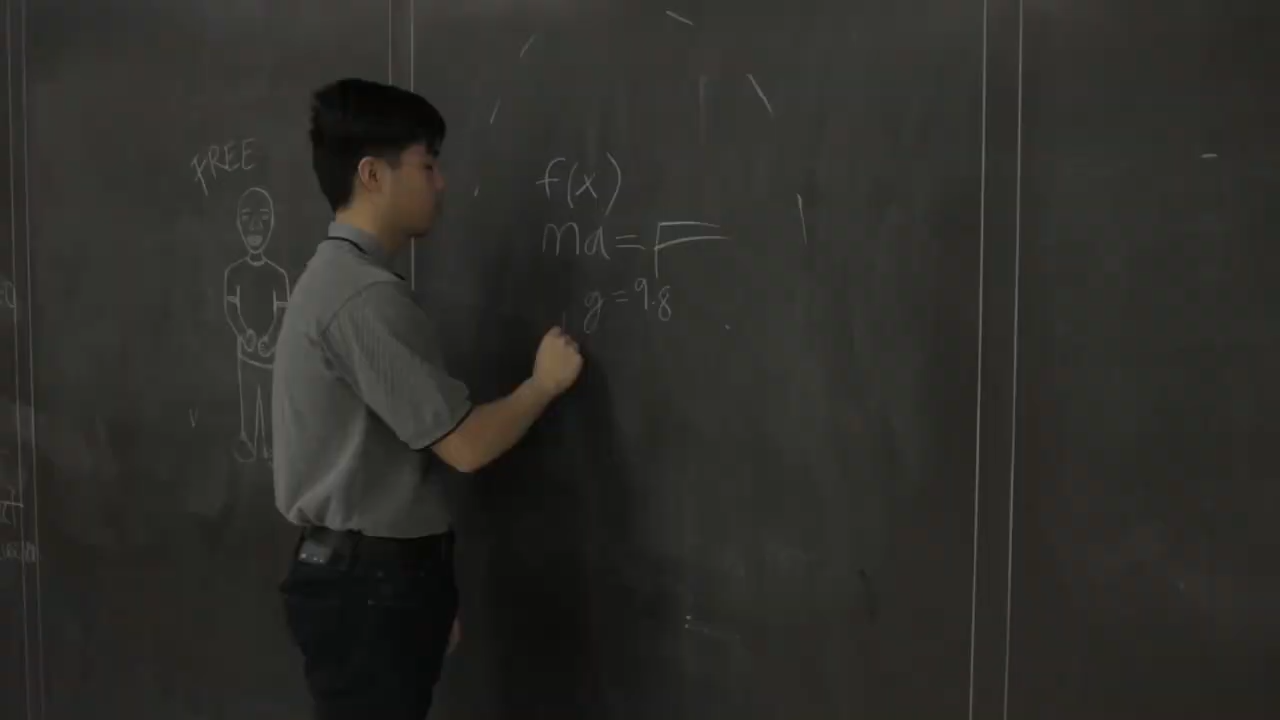 FREE
f(x)
ma = F
g = 9.8
v